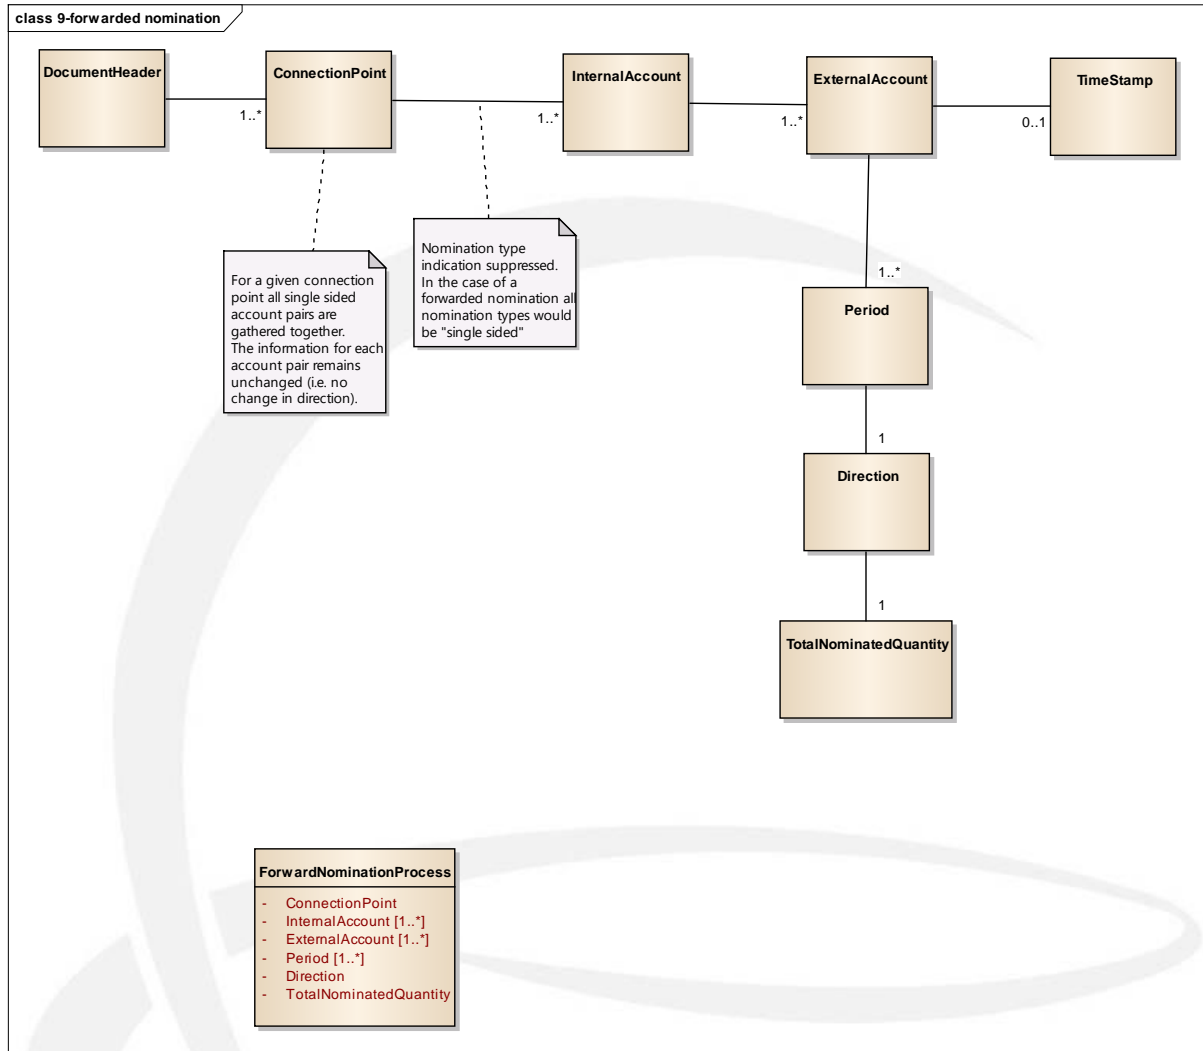 class 9-forwarded nomination
DocumentHeader
ConnectionPoint
InternalAccount
ExternalAccount
TimeStamp
1..*
1..*
1..*
0..1
For a given connection
point all single sided
account pairs are
gathered together.
The information for each
account pair remains
unchanged (i.e. no
change in direction).
Nomination type
indication suppressed.
In the case of a
forwarded nomination all
nomination types would
be "single sided"
1..*
Period
1
Direction
1
TotalNominatedQuantity
ForwardNominationProcess
- ConnectionPoint
- InternalAccount [1..*]
- ExternalAccount [1..*]
- Period [1..*]
- Direction
- TotalNominatedQuantity